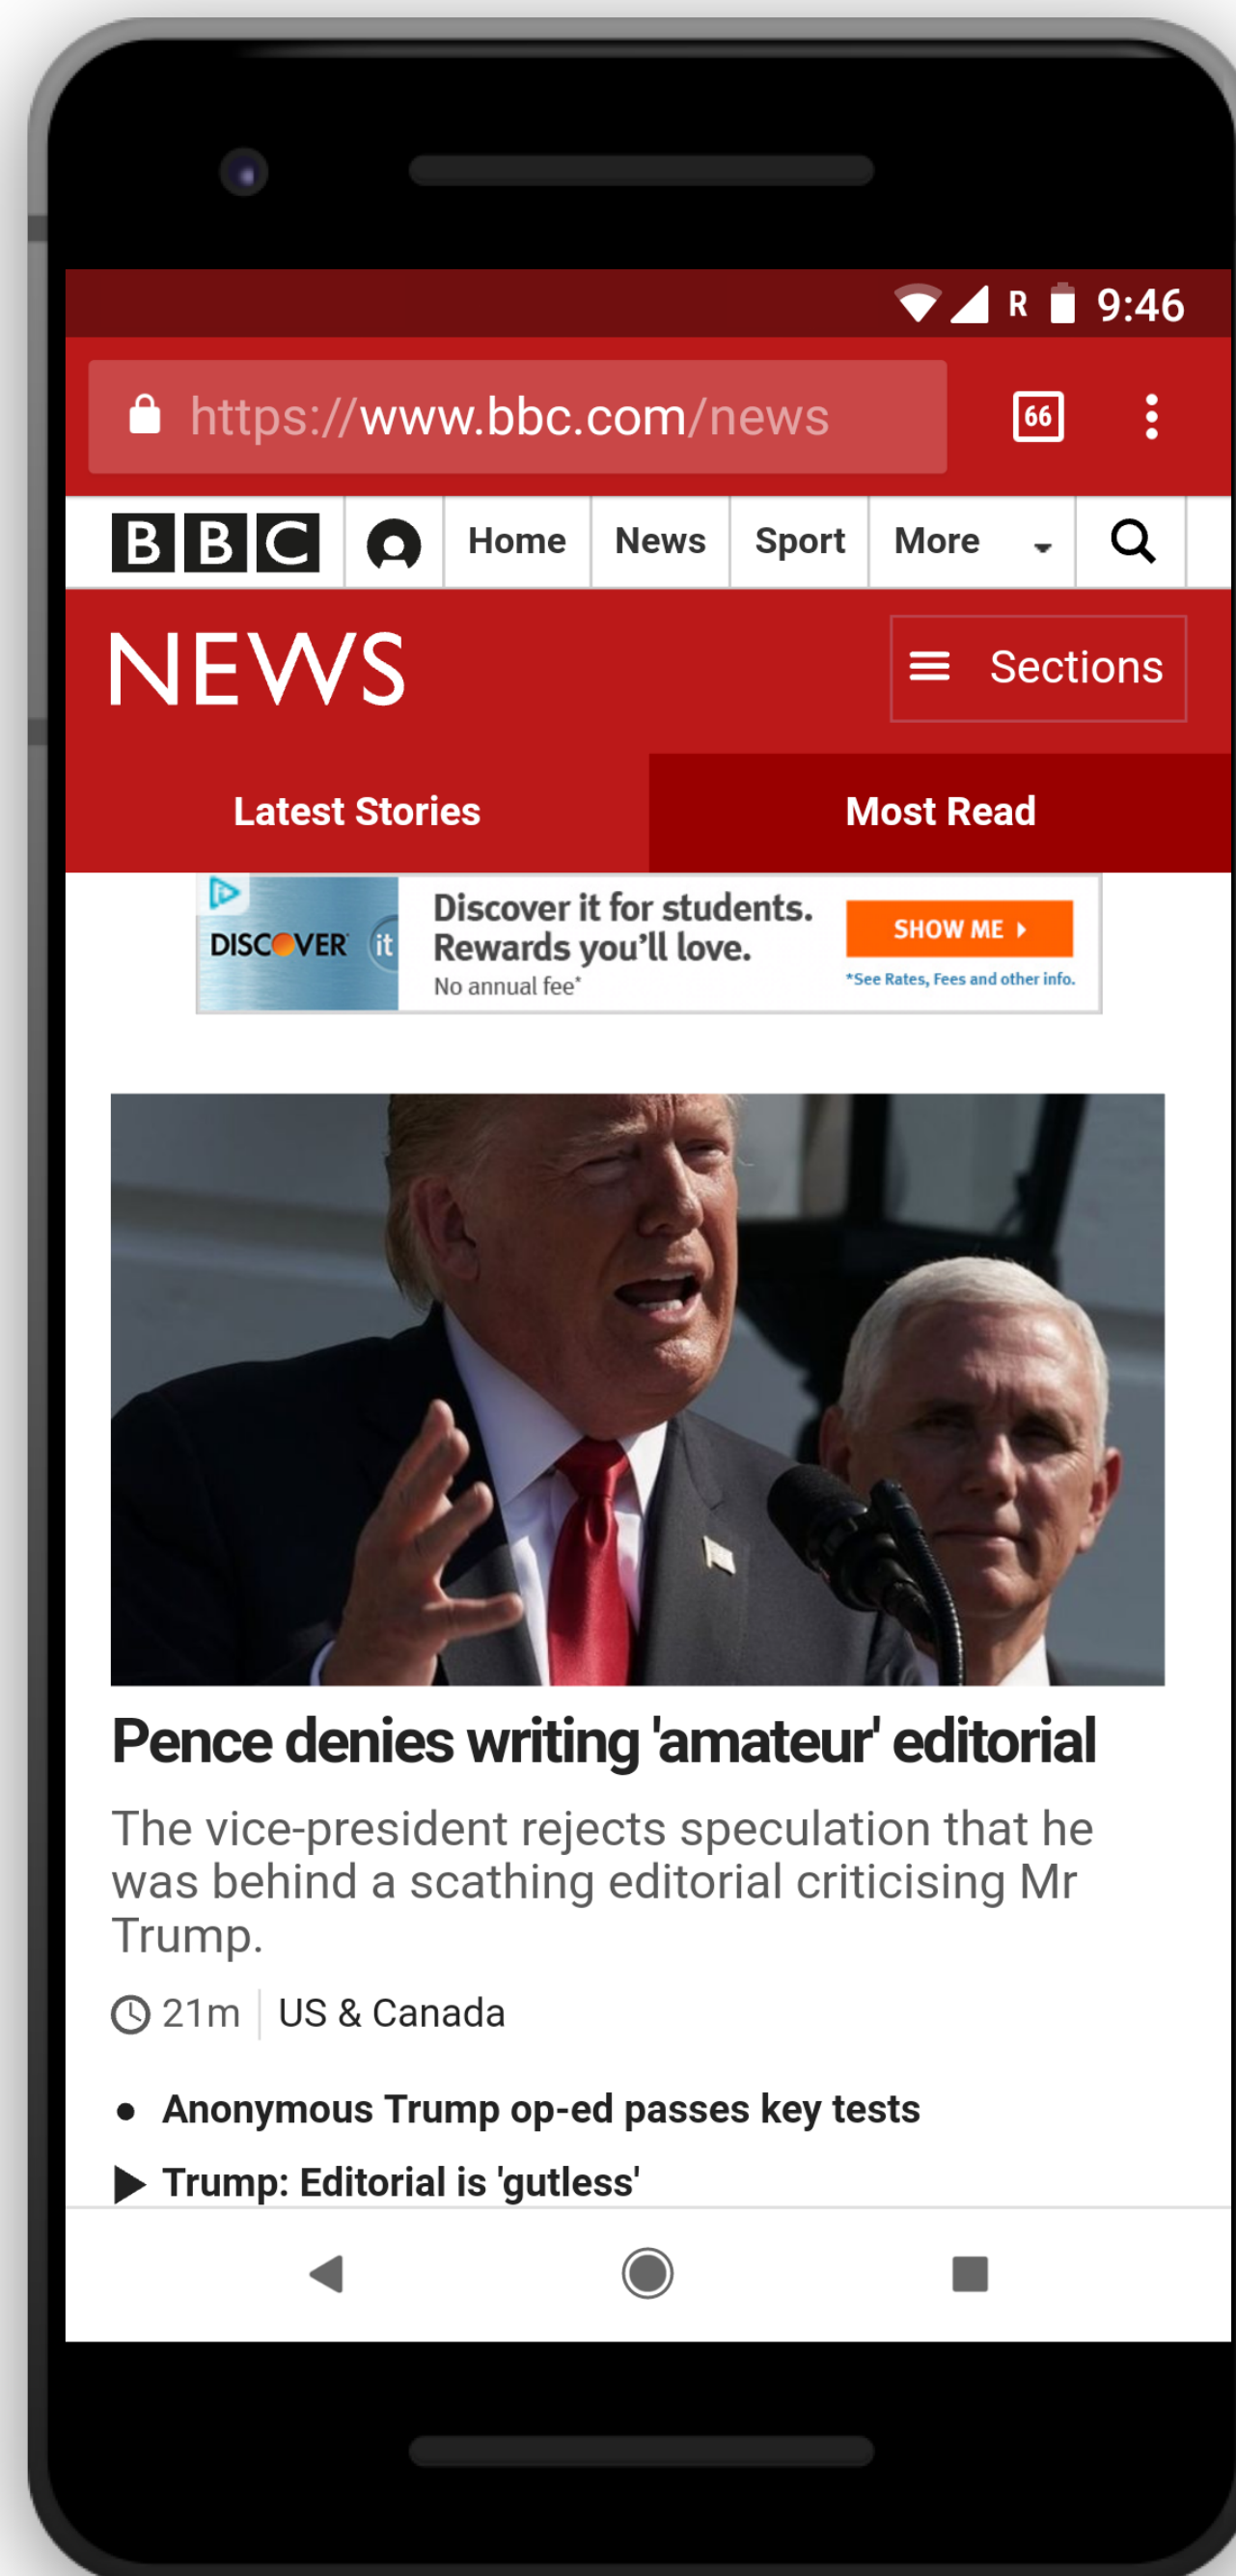 R 9:46
https://www.bbc.com/news 66
BBC Home News Sport More
NEWS Sections
Latest Stories Most Read
DISCOVER it
Discover it for students.
Rewards you'll love.
No annual fee*
SHOW ME
*See Rates, Fees and other info.
Pence denies writing 'amateur' editorial
The vice-president rejects speculation that he
was behind a scathing editorial criticising Mr
Trump.
21m US & Canada
Anonymous Trump op-ed passes key tests
Trump: Editorial is 'gutless'